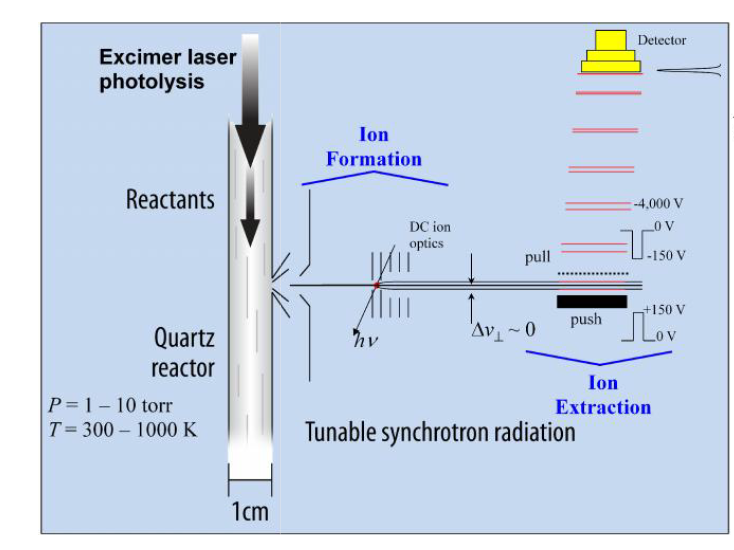 Excimer laser
photolysis
Detector
Ion
Formation
Reactants
-4,000 V
0 V
DC ion
optics
pull
-150 V
push
+150 V
0 V
Δν⊥ ~ 0
hν
Quartz
reactor
Ion
Extraction
P = 1 – 10 torr
T = 300 – 1000 K
Tunable synchrotron radiation
1cm